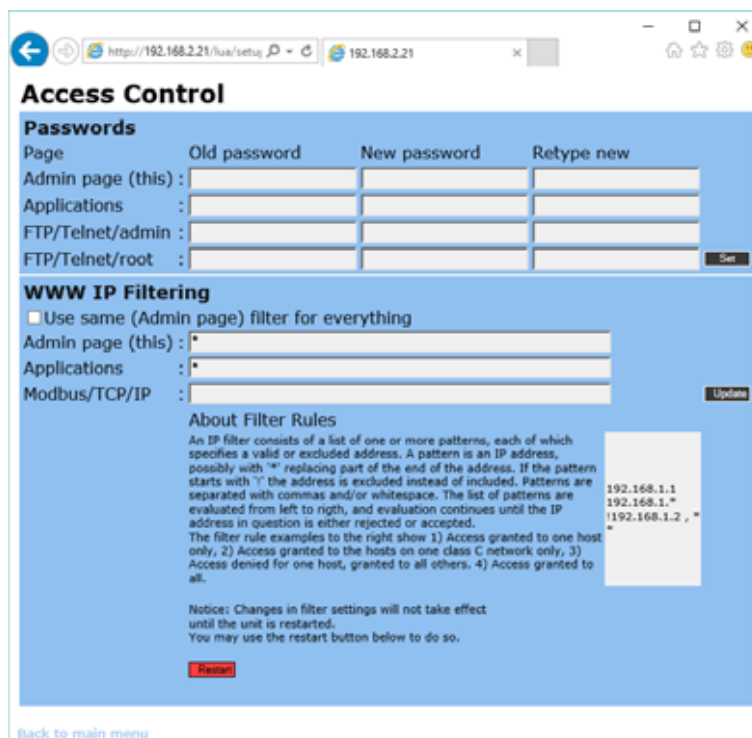 http://192.168.2.21/lua/setup
192.168.2.21
Access Control
Passwords
Page Old password New password Retype new
Admin page (this) :
Applications :
FTP/Telnet/admin :
FTP/Telnet/root : Set
WWW IP Filtering
Use same (Admin page) filter for everything
Admin page (this) : *
Applications : *
Modbus/TCP/IP : Update
About Filter Rules
An IP filter consists of a list of one or more patterns, each of which
specifies a valid or excluded address. A pattern is an IP address,
possibly with '*' replacing part of the end of the address. If the pattern
starts with '!' the address is excluded instead of included. Patterns are
separated with commas and/or whitespace. The list of patterns are
evaluated from left to rigth, and evaluation continues until the IP
address in question is either rejected or accepted.
The filter rule examples to the right show 1) Access granted to one host
only, 2) Access granted to the hosts on one class C network only, 3)
Access denied for one host, granted to all others. 4) Access granted to
all.
192.168.1.1
192.168.1.*
!192.168.1.2 , *
*
Notice: Changes in filter settings will not take effect
until the unit is restarted.
You may use the restart button below to do so.
Restart
Back to main menu